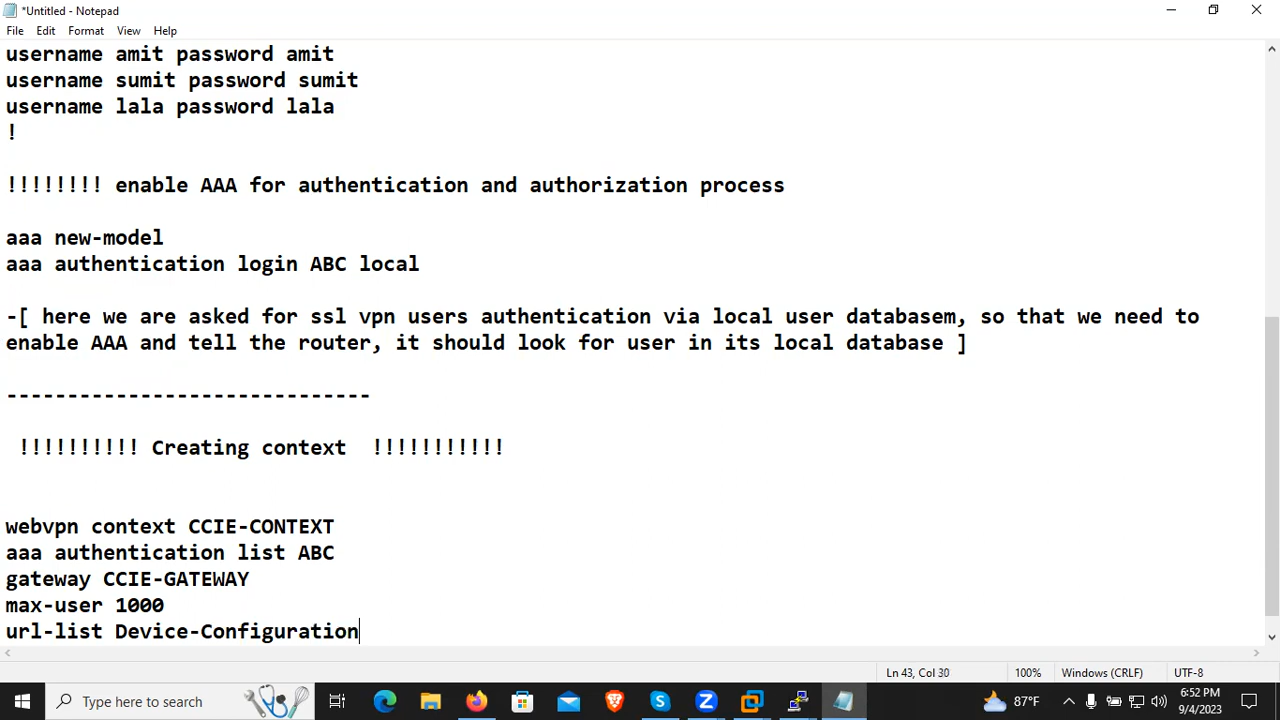 *Untitled - Notepad
File Edit Format View Help
username amit password amit
username sumit password sumit
username lala password lala
!
!!!!!!!! enable AAA for authentication and authorization process
aaa new-model
aaa authentication login ABC local
-[ here we are asked for ssl vpn users authentication via local user databasem, so that we need to
enable AAA and tell the router, it should look for user in its local database ]
------------------------------
!!!!!!!!!! Creating context !!!!!!!!!!!
webvpn context CCIE-CONTEXT
aaa authentication list ABC
gateway CCIE-GATEWAY
max-user 1000
url-list Device-Configuration
Ln 43, Col 30 100% Windows (CRLF) UTF-8
Type here to search 87°F 6:52 PM
9/4/2023